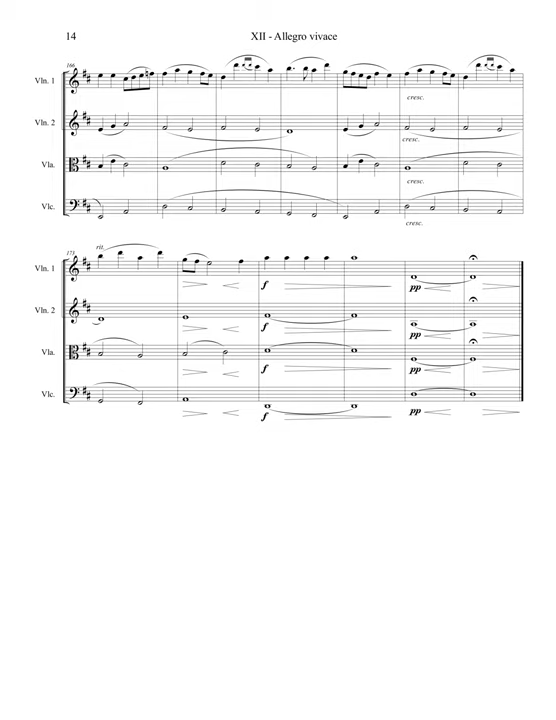 14
XII - Allegro vivace
166
Vln. 1
Vln. 2
Vla.
Vlc.
cresc.
cresc.
cresc.
cresc.
173
rit.
Vln. 1
Vln. 2
Vla.
Vlc.
f pp
f pp
f pp
f pp